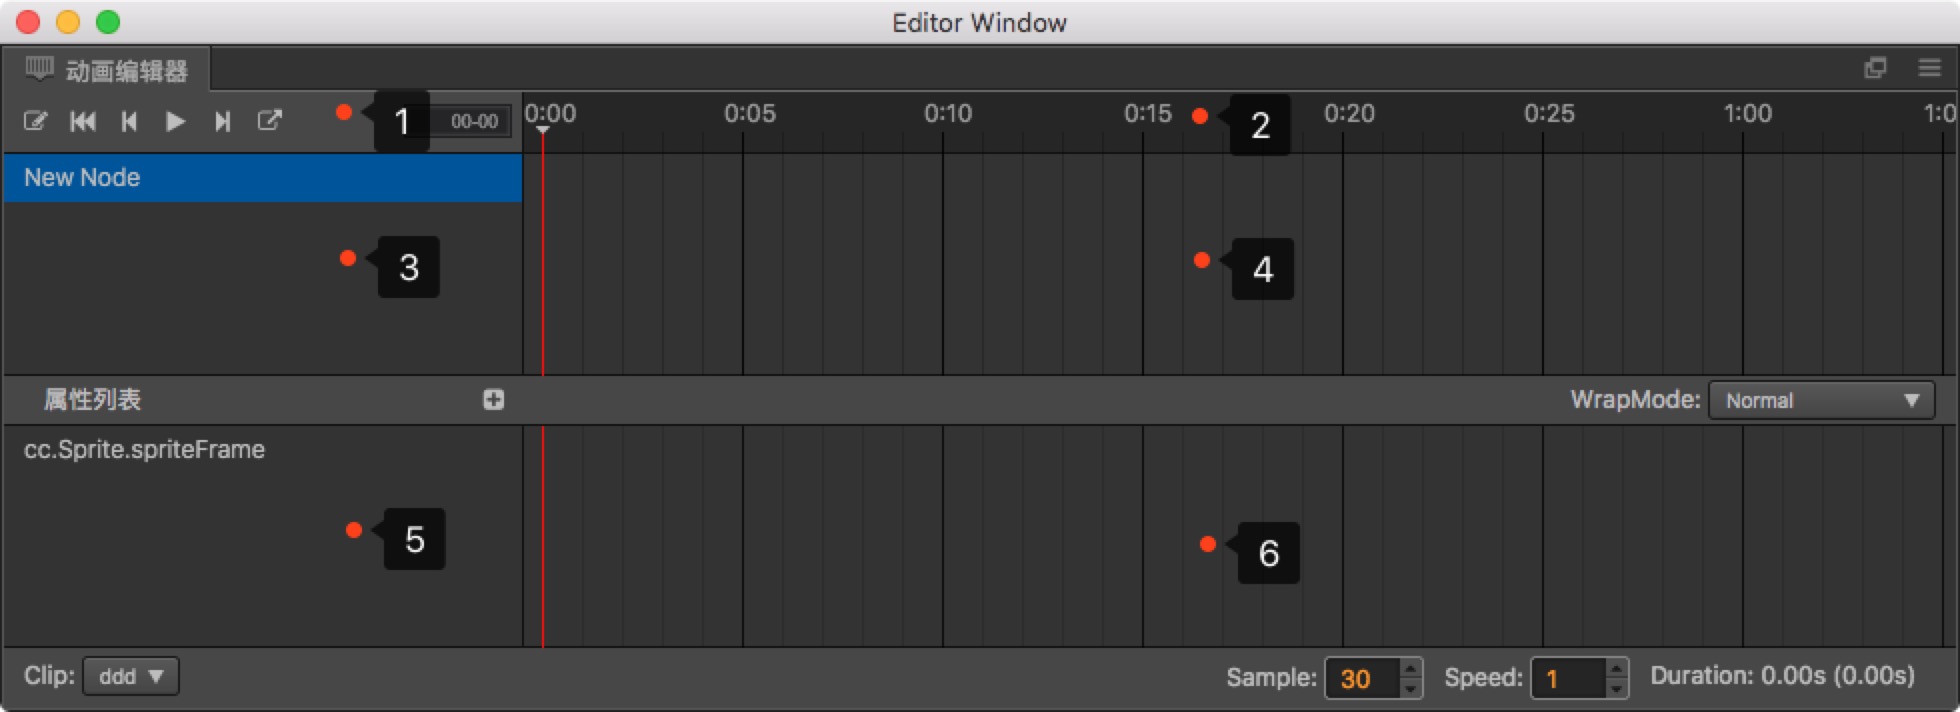 Editor Window
动画编辑器
1 00-00 0:00 0:05 0:10 0:15 2 0:20 0:25 1:00 1:0
New Node
3 4
属性列表 WrapMode: Normal
cc.Sprite.spriteFrame
5 6
Clip: ddd Sample: 30 Speed: 1 Duration: 0.00s (0.00s)